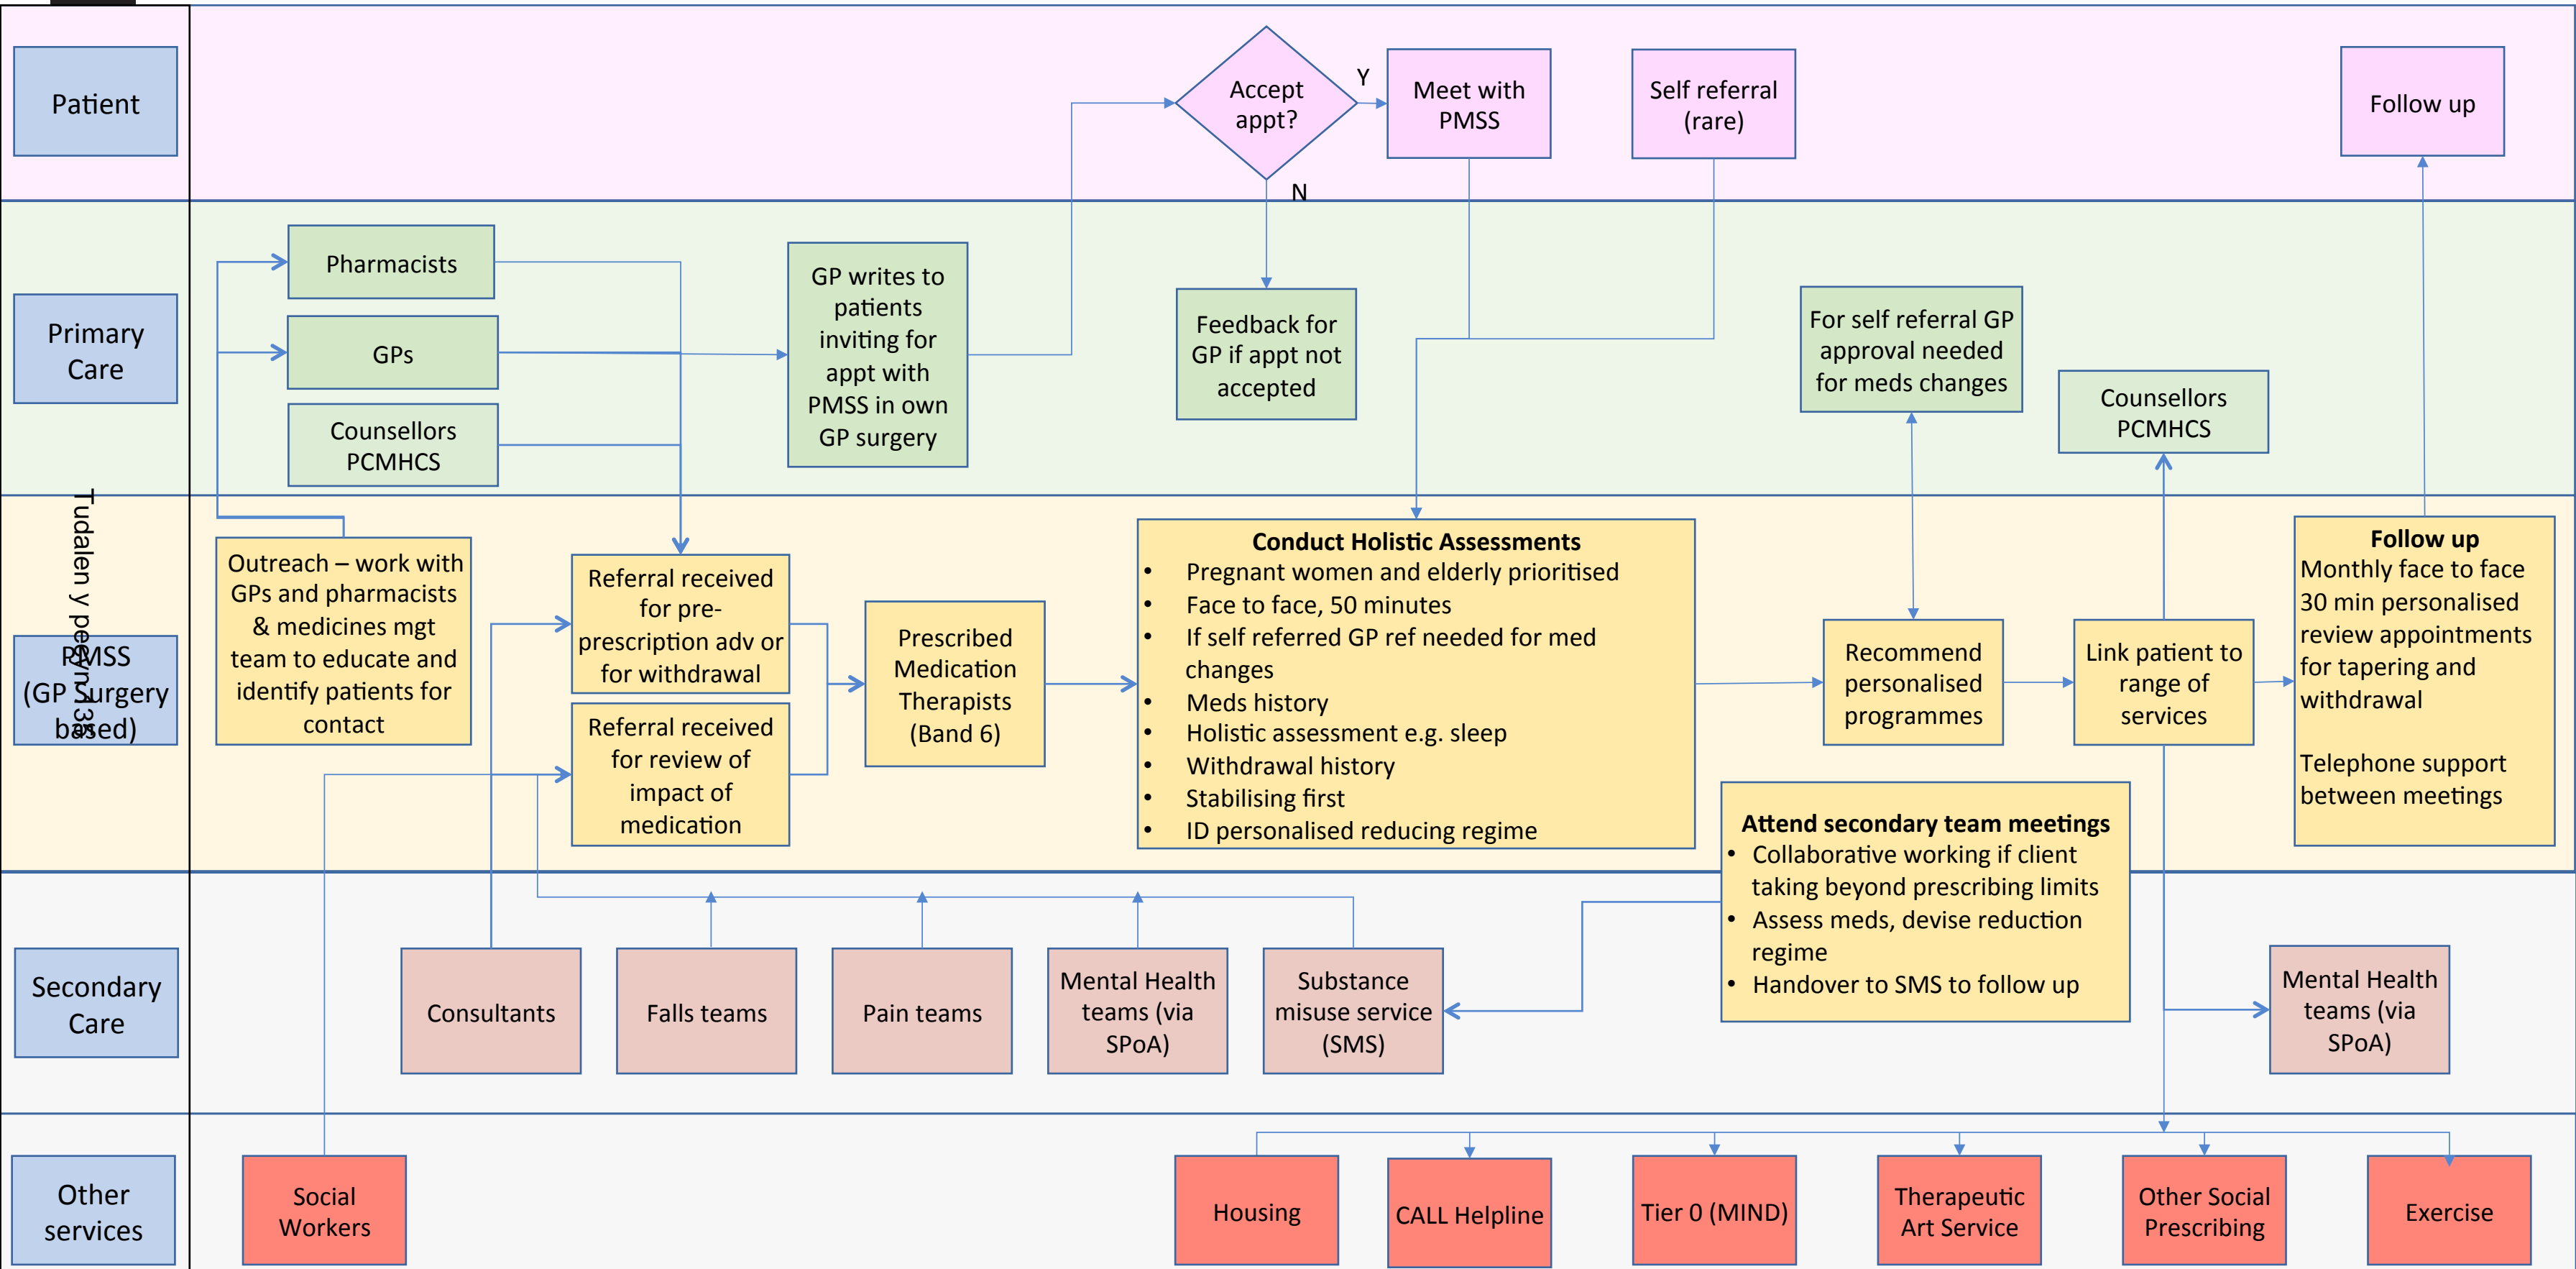 Patient
Accept
appt?
Y
N
Meet with
PMSS
Self referral
(rare)
Follow up
Primary
Care
Pharmacists
GPs
Counsellors
PCMHCS
GP writes to
patients
inviting for
appt with
PMSS in own
GP surgery
Feedback for
GP if appt not
accepted
For self referral GP
approval needed
for meds changes
Counsellors
PCMHCS
PMSS
(GP Surgery
based)
Tudalen y pecyn 135
Outreach – work with
GPs and pharmacists
& medicines mgt
team to educate and
identify patients for
contact
Referral received
for pre-
prescription adv or
for withdrawal
Referral received
for review of
impact of
medication
Prescribed
Medication
Therapists
(Band 6)
Conduct Holistic Assessments
• Pregnant women and elderly prioritised
• Face to face, 50 minutes
• If self referred GP ref needed for med
changes
• Meds history
• Holistic assessment e.g. sleep
• Withdrawal history
• Stabilising first
• ID personalised reducing regime
Recommend
personalised
programmes
Link patient to
range of
services
Follow up
Monthly face to face
30 min personalised
review appointments
for tapering and
withdrawal
Telephone support
between meetings
Attend secondary team meetings
• Collaborative working if client
taking beyond prescribing limits
• Assess meds, devise reduction
regime
• Handover to SMS to follow up
Secondary
Care
Consultants
Falls teams
Pain teams
Mental Health
teams (via
SPoA)
Substance
misuse service
(SMS)
Mental Health
teams (via
SPoA)
Other
services
Social
Workers
Housing
CALL Helpline
Tier 0 (MIND)
Therapeutic
Art Service
Other Social
Prescribing
Exercise